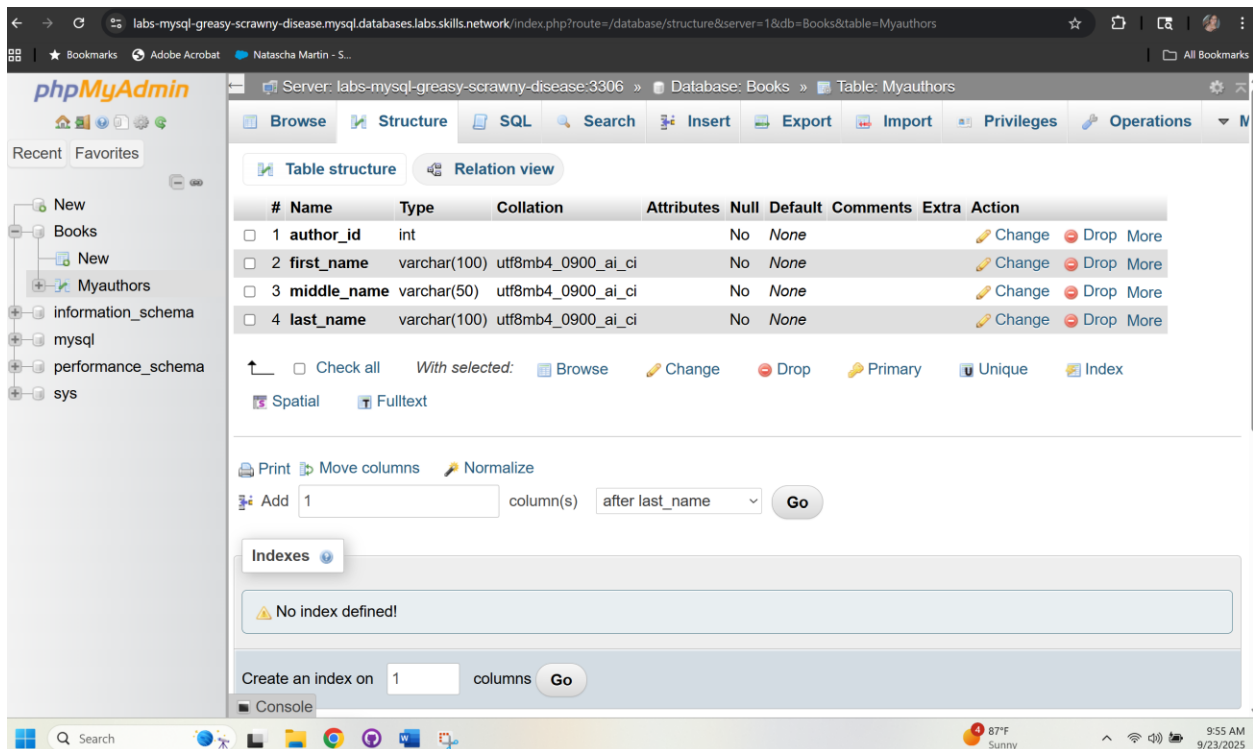 labs-mysql-greasy-scrawny-disease.mysql.databases.labs.skills.network/index.php?route=/database/structure&server=1&db=Books&table=Myauthors
Bookmarks Adobe Acrobat Natascha Martin - S... All Bookmarks
phpMyAdmin
Recent Favorites
New
Books
New
Myauthors
information_schema
mysql
performance_schema
sys
Server: labs-mysql-greasy-scrawny-disease:3306 » Database: Books » Table: Myauthors
Browse Structure SQL Search Insert Export Import Privileges Operations M
Table structure Relation view
# Name Type Collation Attributes Null Default Comments Extra Action
1 author_id int No None Change Drop More
2 first_name varchar(100) utf8mb4_0900_ai_ci No None Change Drop More
3 middle_name varchar(50) utf8mb4_0900_ai_ci No None Change Drop More
4 last_name varchar(100) utf8mb4_0900_ai_ci No None Change Drop More
Check all With selected: Browse Change Drop Primary Unique Index
Spatial Fulltext
Print Move columns Normalize
Add 1 column(s) after last_name Go
Indexes
No index defined!
Create an index on 1 columns Go
Console
Search
4 87°F
Sunny
9:55 AM
9/23/2025